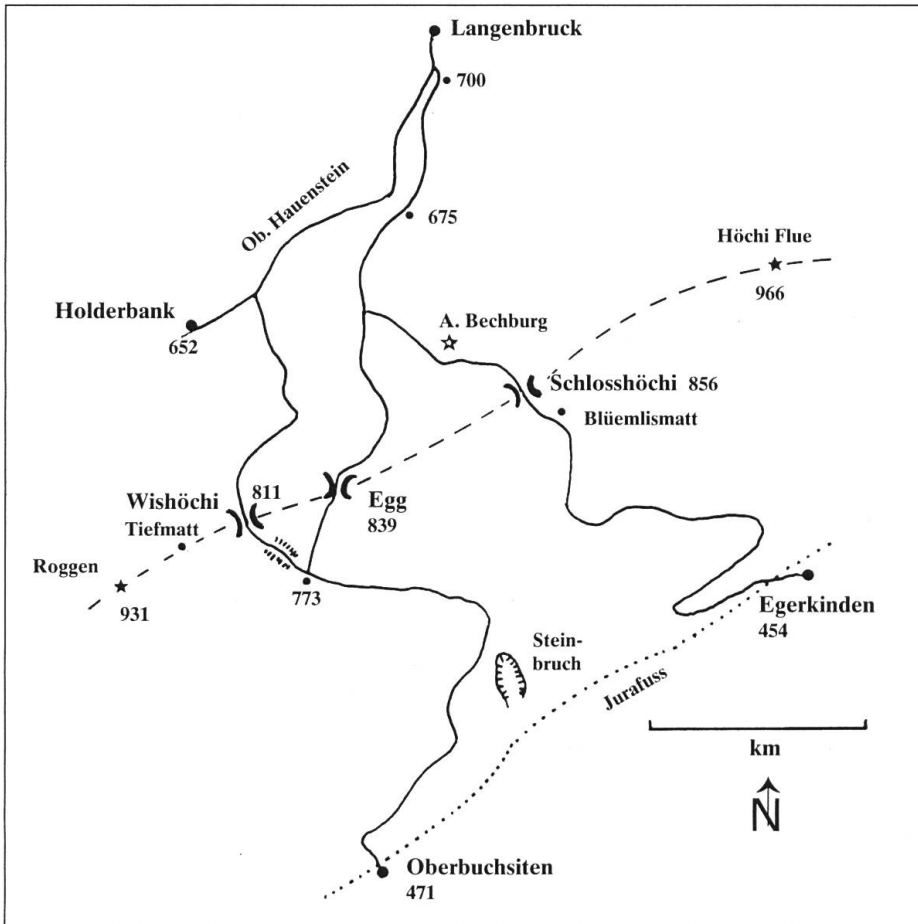 Langenbruck
700
Ob. Hauenstein
675
Höchi Flue
966
Holderbank
652
A. Bechburg
Schlosshöchi 856
Blüemlismatt
Wishöchi
811
Tiefmatt
Egg
839
Roggen
931
773
Egerkinden
454
Stein-
bruch
Jurafuss
km
N
Oberbuchsiten
471